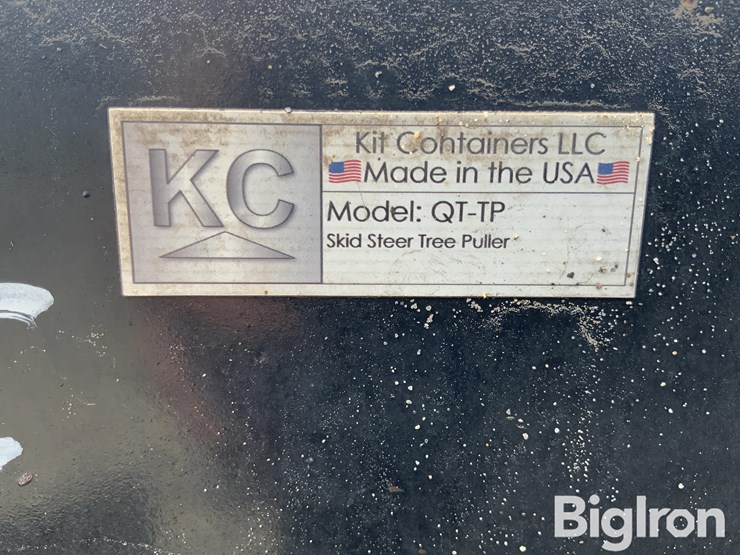 KC
Kit Containers LLC
Made in the USA
Model: QT-TP
Skid Steer Tree Puller
BigIron